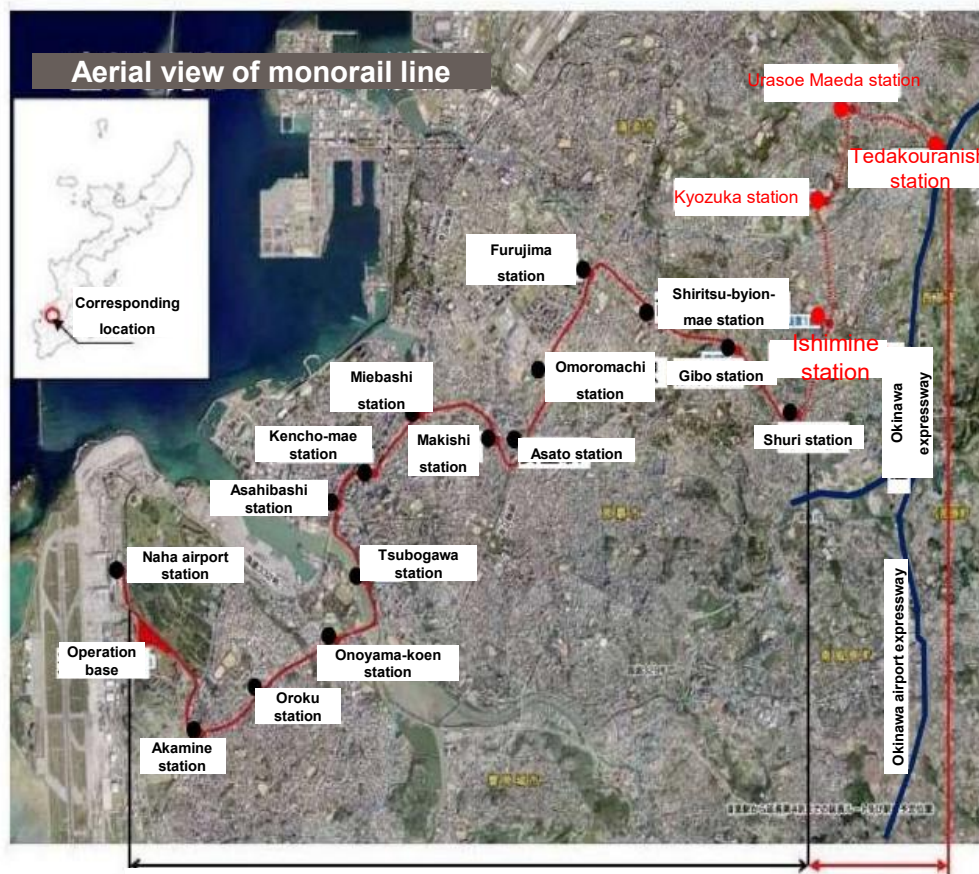 Aerial view of monorail line
Urasoe Maeda station
Tedakouranish
station
Kyozuka station
Furujima
station
Shiritsu-byion-
mae station
Corresponding
location
Ishimine
station
Miebashi
station
Omoromachi
station
Gibo station
Kencho-mae
station
Makishi
station
Asato station
Shuri station
Okinawa
expressway
Asahibashi
station
Naha airport
station
Tsubogawa
station
Operation
base
Onoyama-koen
station
Oroku
station
Okinawa airport expressway
Akamine
station